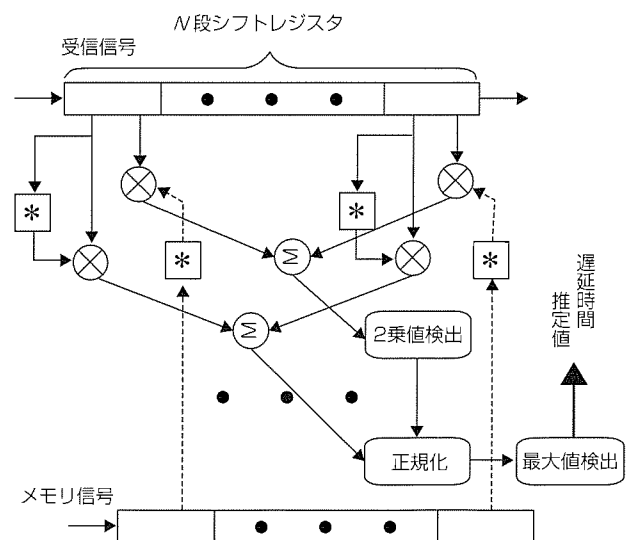 N段シフトレジスタ
受信信号
*
*
*
*
Σ
Σ
2乗値検出
遅延時間
推定値
正規化
最大値検出
メモリ信号